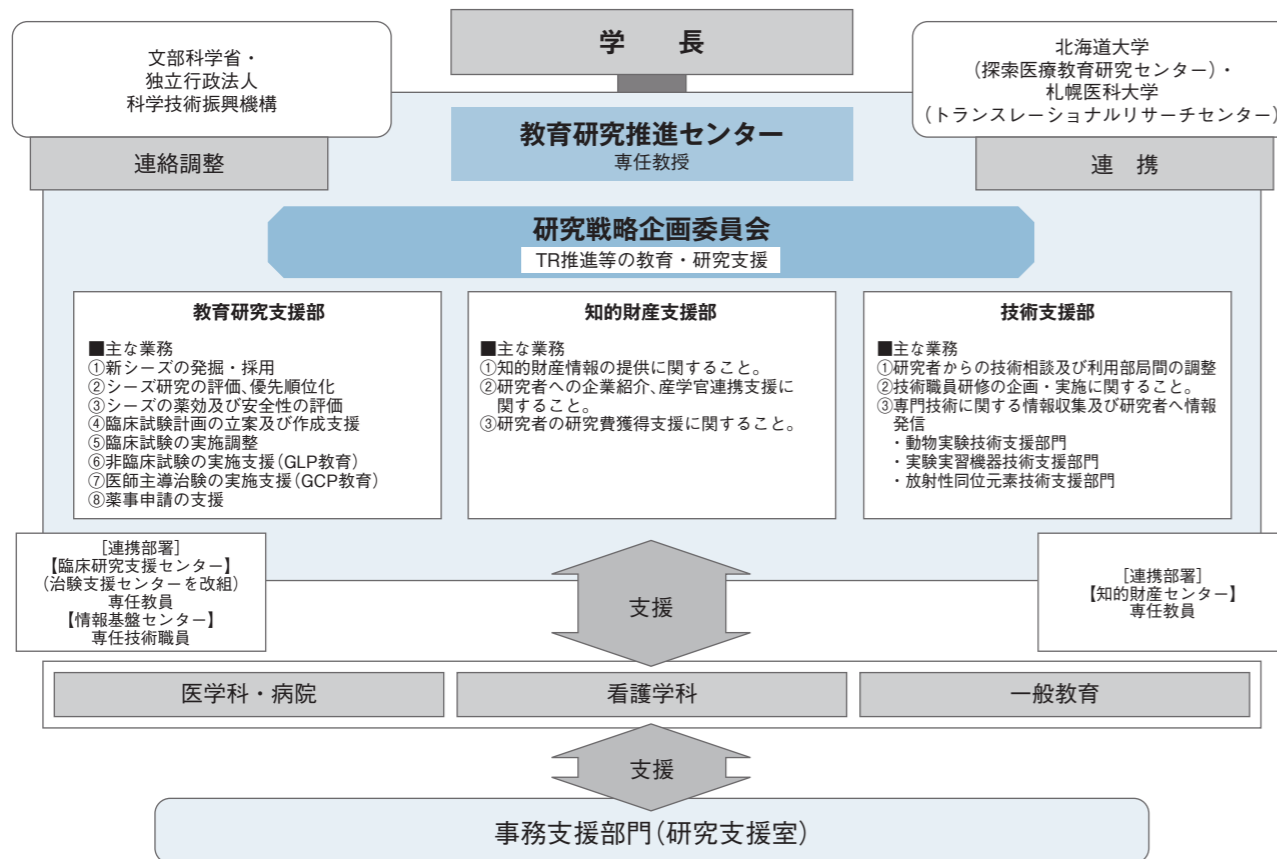 学　長
文部科学省・
独立行政法人
科学技術振興機構
連絡調整
教育研究推進センター
専任教授
北海道大学
(探索医療教育研究センター)・
札幌医科大学
(トランスレーショナルリサーチセンター)
連　携
研究戦略企画委員会
TR推進等の教育・研究支援
教育研究支援部
■主な業務
①新シーズの発掘・採用
②シーズ研究の評価、優先順位化
③シーズの薬効及び安全性の評価
④臨床試験計画の立案及び作成支援
⑤臨床試験の実施調整
⑥非臨床試験の実施支援(GLP教育)
⑦医師主導治験の実施支援(GCP教育)
⑧薬事申請の支援
知的財産支援部
■主な業務
①知的財産情報の提供に関すること。
②研究者への企業紹介、産学官連携支援に
関すること。
③研究者の研究費獲得支援に関すること。
技術支援部
■主な業務
①研究者からの技術相談及び利用部局間の調整
②技術職員研修の企画・実施に関すること。
③専門技術に関する情報収集及び研究者へ情報
発信
・動物実験技術支援部門
・実験実習機器技術支援部門
・放射性同位元素技術支援部門
[連携部署]
【臨床研究支援センター】
(治験支援センターを改組)
専任教員
【情報基盤センター】
専任技術職員
支援
[連携部署]
【知的財産センター】
専任教員
医学科・病院
看護学科
一般教育
支援
事務支援部門(研究支援室)